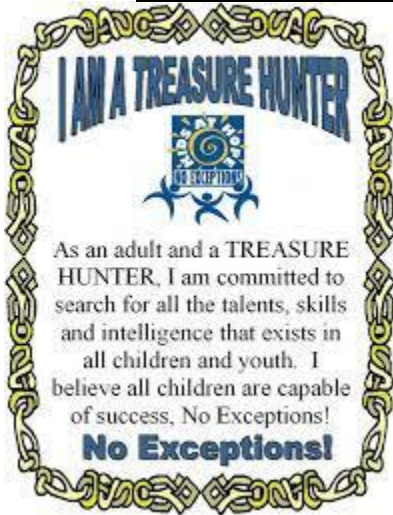 I AM A TREASURE HUNTER
KIDS AT HOPE
NO EXCEPTIONS
As an adult and a TREASURE
HUNTER, I am committed to
search for all the talents, skills
and intelligence that exists in
all children and youth. I
believe all children are capable
of success, No Exceptions!
No Exceptions!